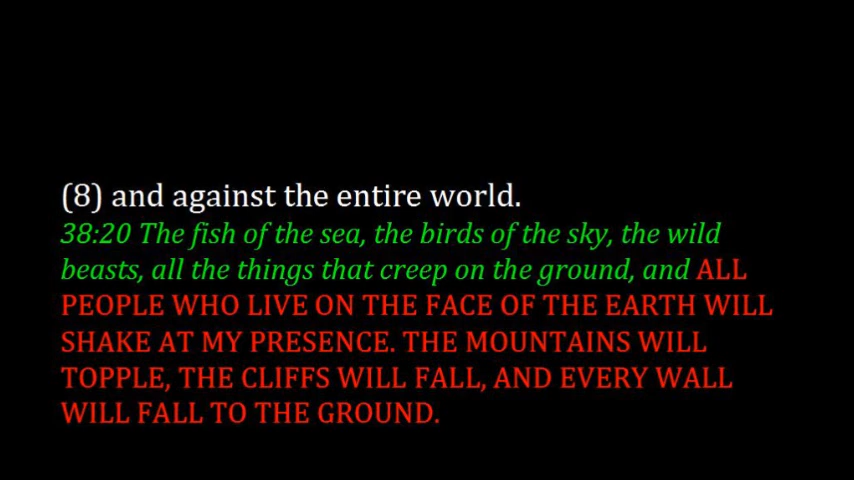 (8) and against the entire world.
38:20 The fish of the sea, the birds of the sky, the wild
beasts, all the things that creep on the ground, and ALL
PEOPLE WHO LIVE ON THE FACE OF THE EARTH WILL
SHAKE AT MY PRESENCE. THE MOUNTAINS WILL
TOPPLE, THE CLIFFS WILL FALL, AND EVERY WALL
WILL FALL TO THE GROUND.